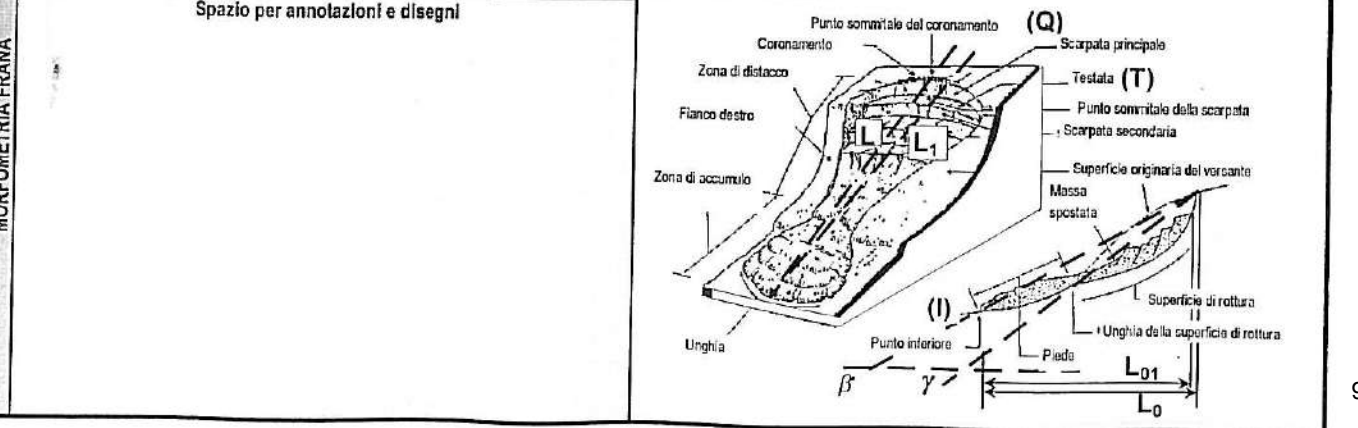 MORFOMETRIA FRANA
Spazio per annotazioni e disegni
Punto sommitale del coronamento
(Q)
Coronamento
Scarpata principale
Zona di distacco
Testata (T)
Fianco destro
Punto sommitale della scarpata
Scarpata secondaria
L
L1
Zona di accumulo
Superficie originaria del versante
Massa
spostata
Superficie di rottura
(I)
Unghia della superficie di rottura
Unghia
Punto inferiore
Piede
β
γ
L01
L0
9